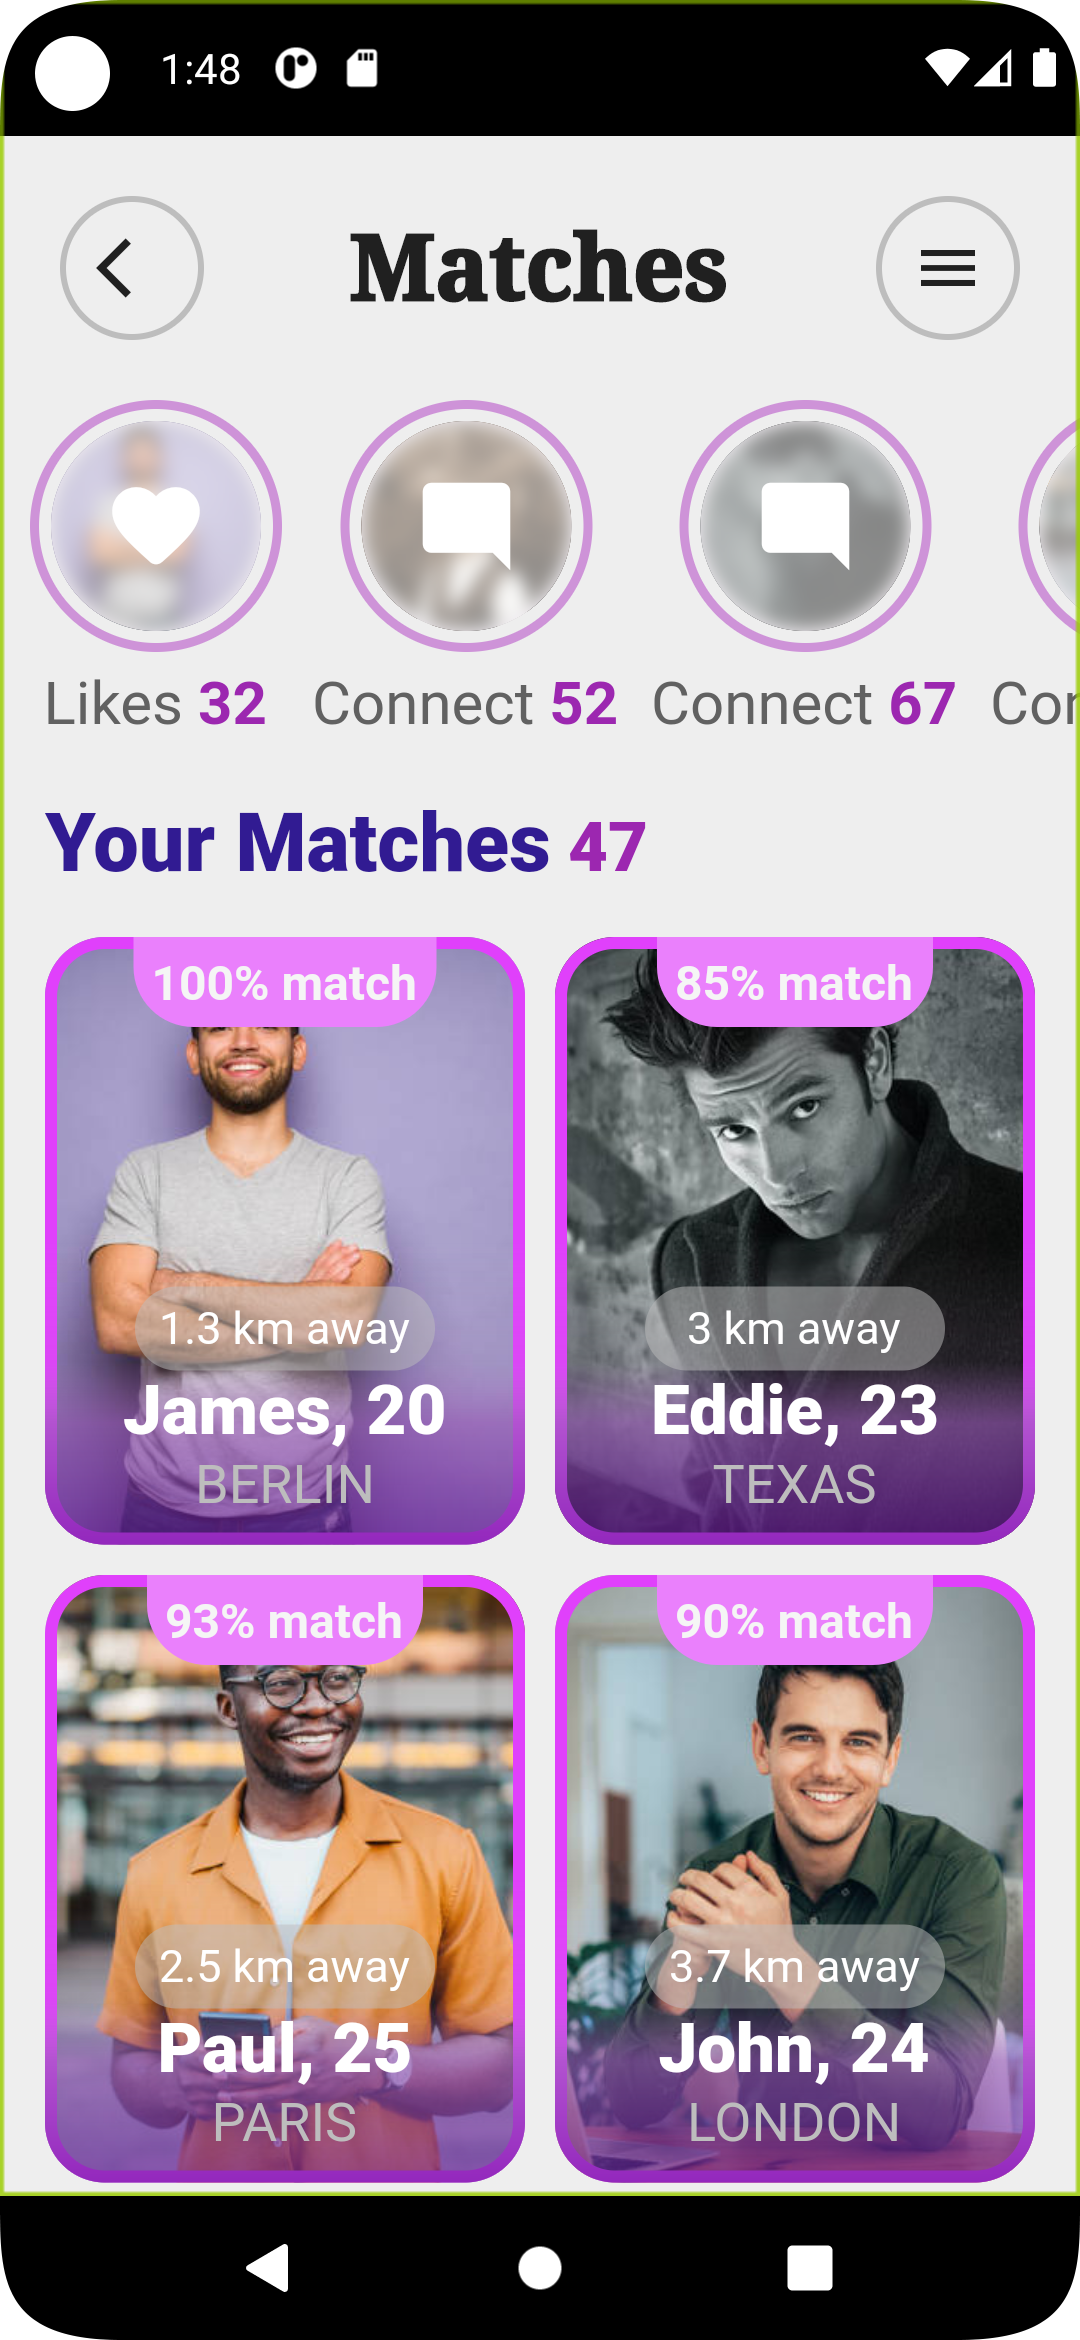 1:48
Matches
Likes 32
Connect 52
Connect 67
Con
Your Matches 47
100% match
85% match
1.3 km away
3 km away
James, 20
Eddie, 23
BERLIN
TEXAS
93% match
90% match
2.5 km away
3.7 km away
Paul, 25
John, 24
PARIS
LONDON